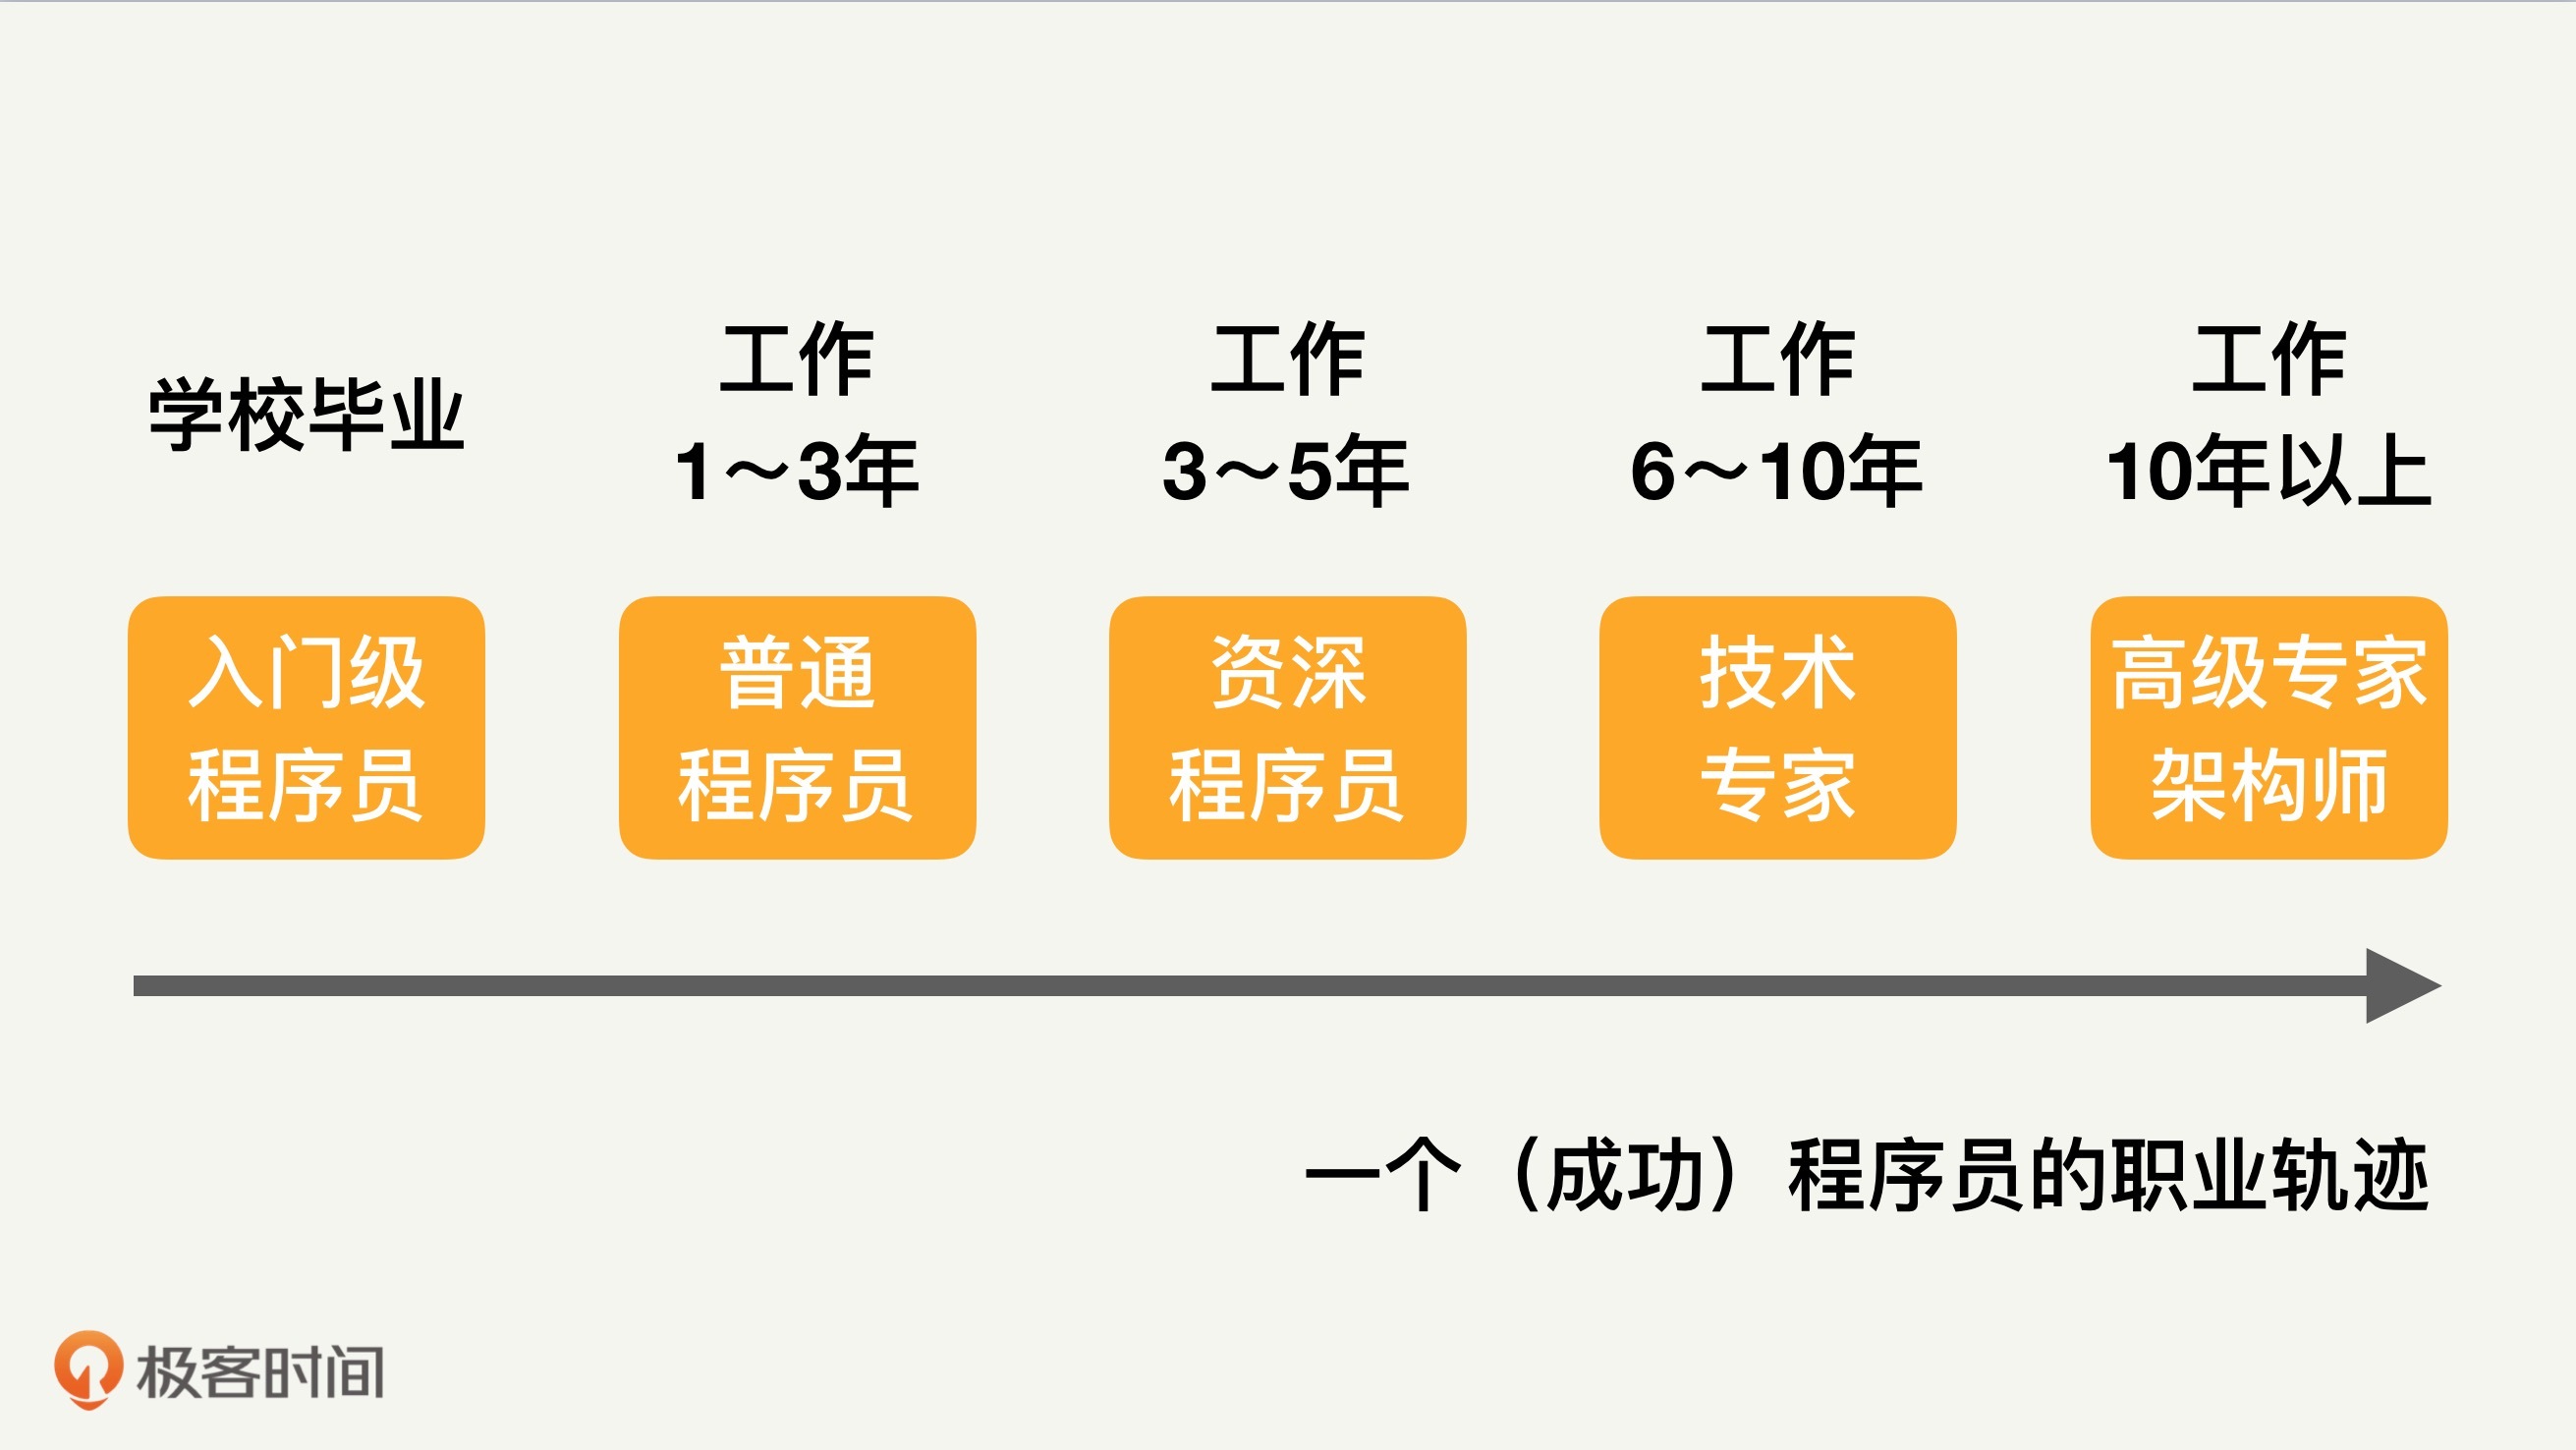 学校毕业
工作
1～3年
工作
3～5年
工作
6～10年
工作
10年以上
入门级
程序员
普通
程序员
资深
程序员
技术
专家
高级专家
架构师
一个（成功）程序员的职业轨迹
极客时间